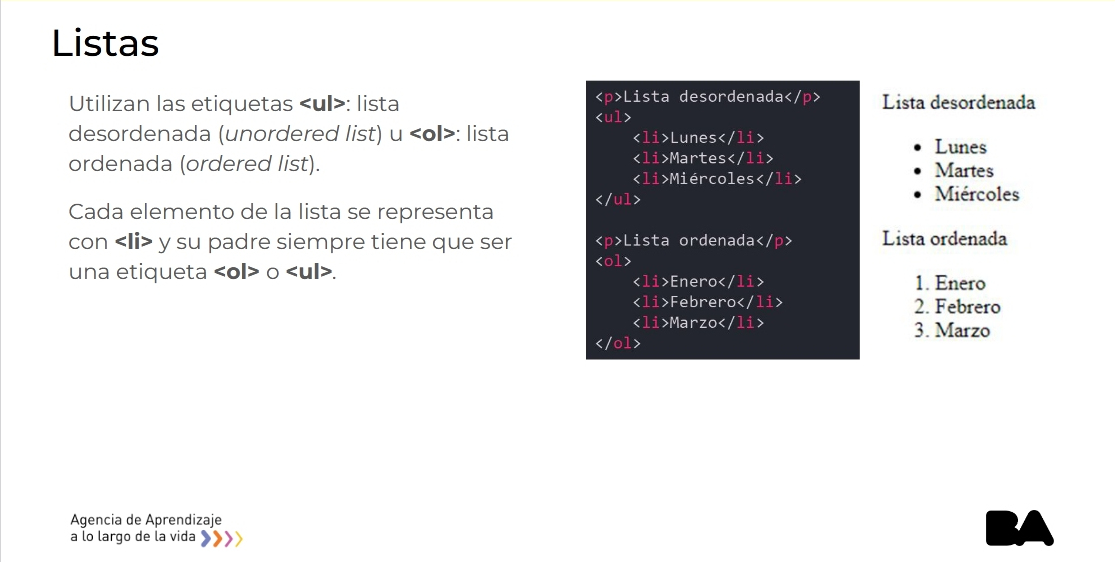 Listas
Utilizan las etiquetas <ul>: lista
desordenada (unordered list) u <ol>: lista
ordenada (ordered list).
Cada elemento de la lista se representa
con <li> y su padre siempre tiene que ser
una etiqueta <ol> o <ul>.
<p>Lista desordenada</p>
<ul>
    <li>Lunes</li>
    <li>Martes</li>
    <li>Miércoles</li>
</ul>
<p>Lista ordenada</p>
<ol>
    <li>Enero</li>
    <li>Febrero</li>
    <li>Marzo</li>
</ol>
Lista desordenada
• Lunes
• Martes
• Miércoles
Lista ordenada
1. Enero
2. Febrero
3. Marzo
Agencia de Aprendizaje
a lo largo de la vida
BA